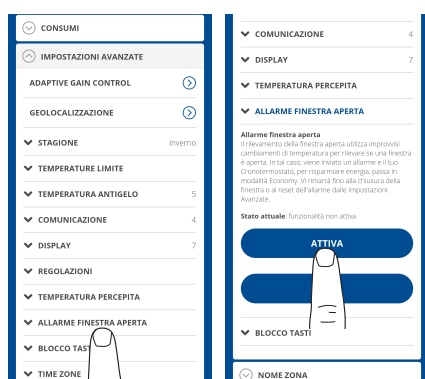 CONSUMI
IMPOSTAZIONI AVANZATE
ADAPTIVE GAIN CONTROL
GEOLOCALIZZAZIONE
STAGIONE inverno
TEMPERATURE LIMITE
TEMPERATURA ANTIGELO 5
COMUNICAZIONE 4
DISPLAY 7
REGOLAZIONI
TEMPERATURA PERCEPITA
ALLARME FINESTRA APERTA
BLOCCO TAST
TIME ZONE
COMUNICAZIONE 4
DISPLAY 7
TEMPERATURA PERCEPITA
ALLARME FINESTRA APERTA
Allarme finestra aperta
Il rilevamento della finestra aperta utilizza improvvisi
cambiamenti di temperatura per rilevare se una finestra
è aperta. In tal caso, viene inviato un allarme e il tuo
Cronotermostato, per risparmiare energia, passa in
modalità Economy. Vi rimarrà fino alla chiusura della
finestra o al reset dell'allarme dalle Impostazioni
Avanzate.
Stato attuale: funzionalità non attiva
ATTIVA
BLOCCO TASTI
NOME ZONA